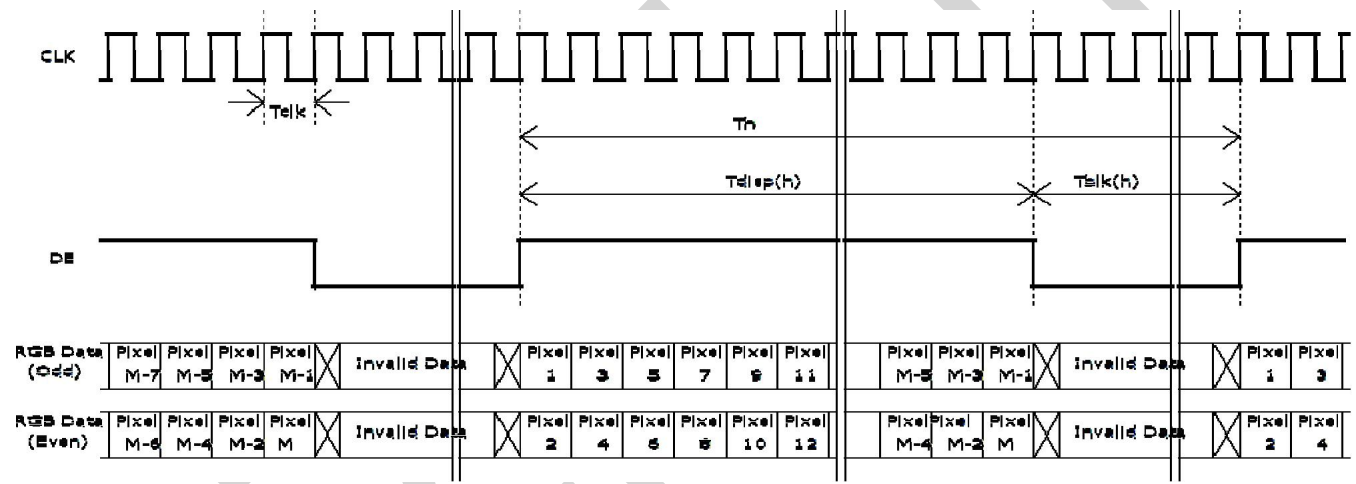 CLK
Tclk
Th
Tdisp(h) Tblk(h)
DE
RGB Data Pixel Pixel Pixel Pixel Invalid Data Pixel Pixel Pixel Pixel Pixel Pixel Pixel Pixel Pixel Invalid Data Pixel Pixel
(Odd) M-7 M-5 M-3 M-1 1 3 5 7 9 11 M-5 M-3 M-1 1 3
RGB Data Pixel Pixel Pixel Pixel Invalid Data Pixel Pixel Pixel Pixel Pixel Pixel Pixel Pixel Pixel Invalid Data Pixel Pixel
(Even) M-6 M-4 M-2 M 2 4 6 8 10 12 M-4 M-2 M 2 4